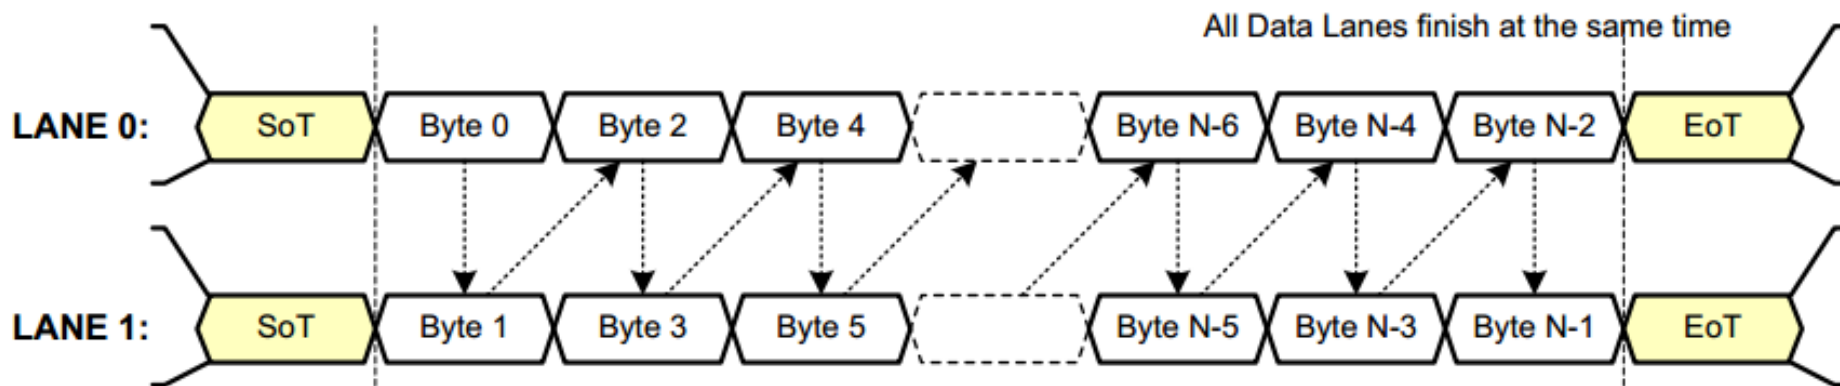 All Data Lanes finish at the same time
LANE 0: SoT Byte 0 Byte 2 Byte 4 Byte N-6 Byte N-4 Byte N-2 EoT
LANE 1: SoT Byte 1 Byte 3 Byte 5 Byte N-5 Byte N-3 Byte N-1 EoT